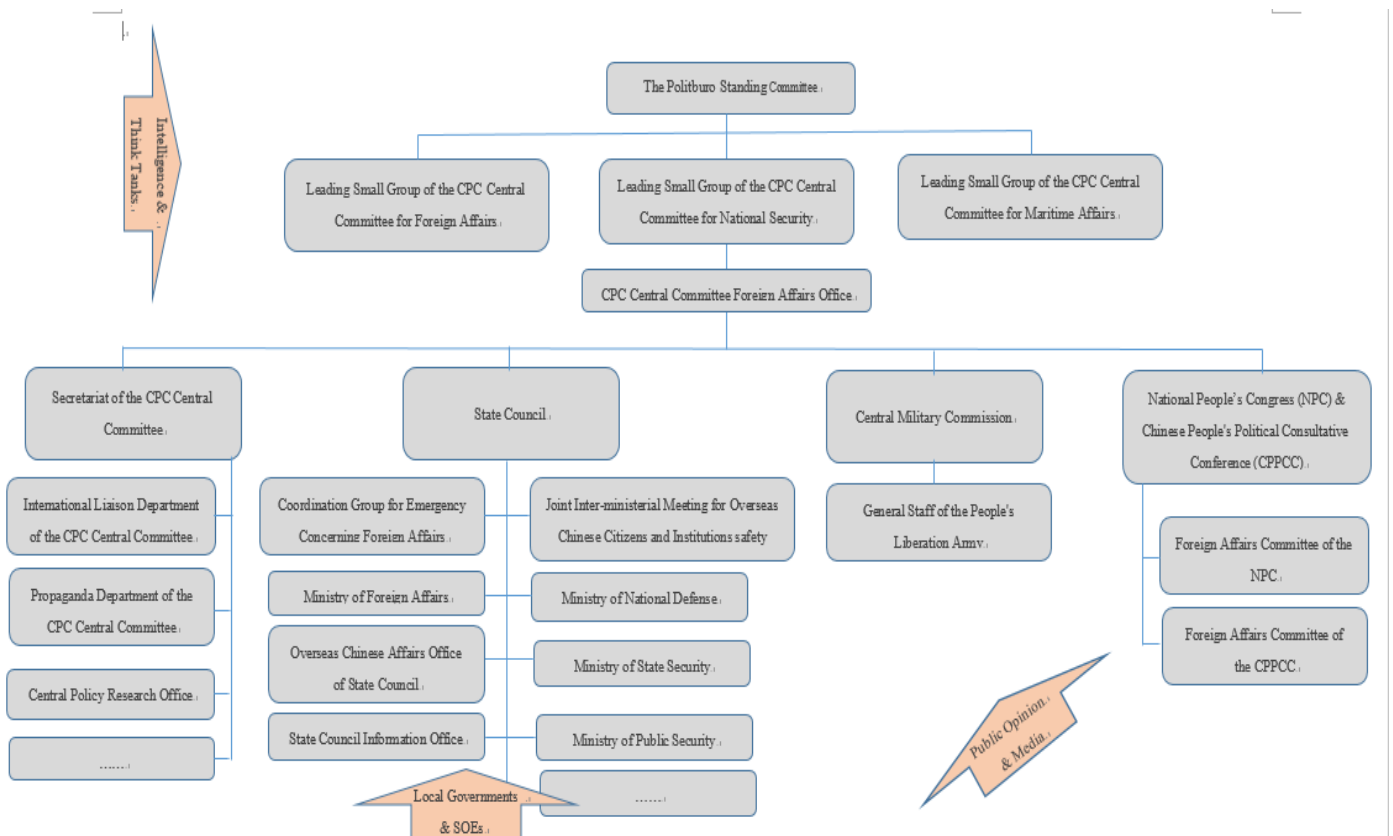 Intelligence &
Think Tanks
The Politburo Standing Committee
Leading Small Group of the CPC Central
Committee for Foreign Affairs
Leading Small Group of the CPC Central
Committee for National Security
Leading Small Group of the CPC Central
Committee for Maritime Affairs
CPC Central Committee Foreign Affairs Office
Secretariat of the CPC Central
Committee
State Council
Central Military Commission
National People's Congress (NPC) &
Chinese People's Political Consultative
Conference (CPPCC)
International Liaison Department
of the CPC Central Committee
Propaganda Department of the
CPC Central Committee
Central Policy Research Office
.......
Coordination Group for Emergency
Concerning Foreign Affairs
Joint Inter-ministerial Meeting for Overseas
Chinese Citizens and Institutions safety
Ministry of Foreign Affairs
Ministry of National Defense
Overseas Chinese Affairs Office
of State Council
Ministry of State Security
State Council Information Office
Ministry of Public Security
.......
Local Governments
& SOEs
General Staff of the People's
Liberation Army
Foreign Affairs Committee of the
NPC
Foreign Affairs Committee of
the CPPCC
Public Opinion
& Media